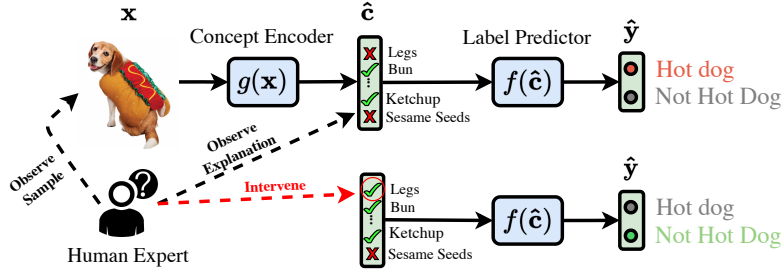 x
Concept Encoder
g(x)
ĉ
Legs
Bun
Ketchup
Sesame Seeds
Label Predictor
f(ĉ)
ŷ
Hot dog
Not Hot Dog
Observe
Sample
Observe
Explanation
Human Expert
?
Intervene
Legs
Bun
Ketchup
Sesame Seeds
f(ĉ)
ŷ
Hot dog
Not Hot Dog